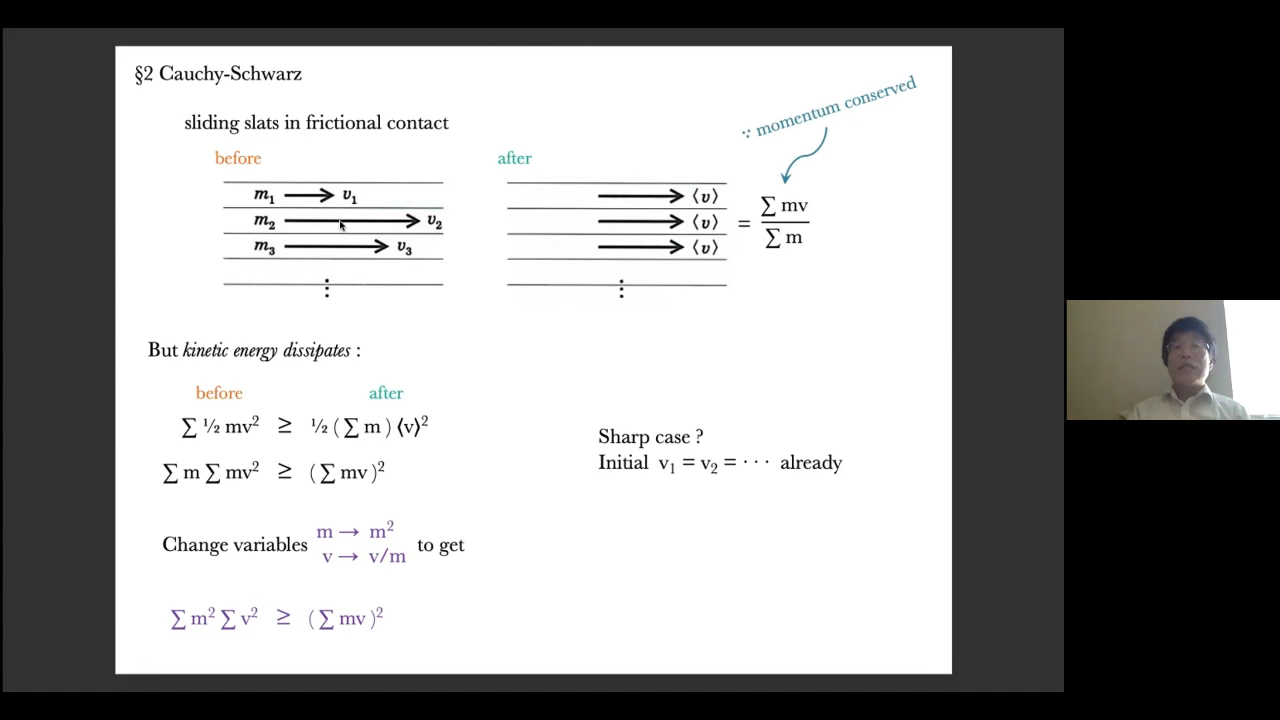 §2 Cauchy-Schwarz
sliding slats in frictional contact
∵ momentum conserved
before
after
m₁ → v₁
m₂ → v₂
m₃ → v₃
⋮
→ ⟨v⟩
→ ⟨v⟩
→ ⟨v⟩
⋮
= ∑ mv / ∑ m
But kinetic energy dissipates :
before
after
∑ ½ mv² ≥ ½ ( ∑ m ) ⟨v⟩²
∑ m ∑ mv² ≥ ( ∑ mv )²
Sharp case ?
Initial v₁ = v₂ = · · · already
Change variables m → m² v → v/m to get
∑ m² ∑ v² ≥ ( ∑ mv )²